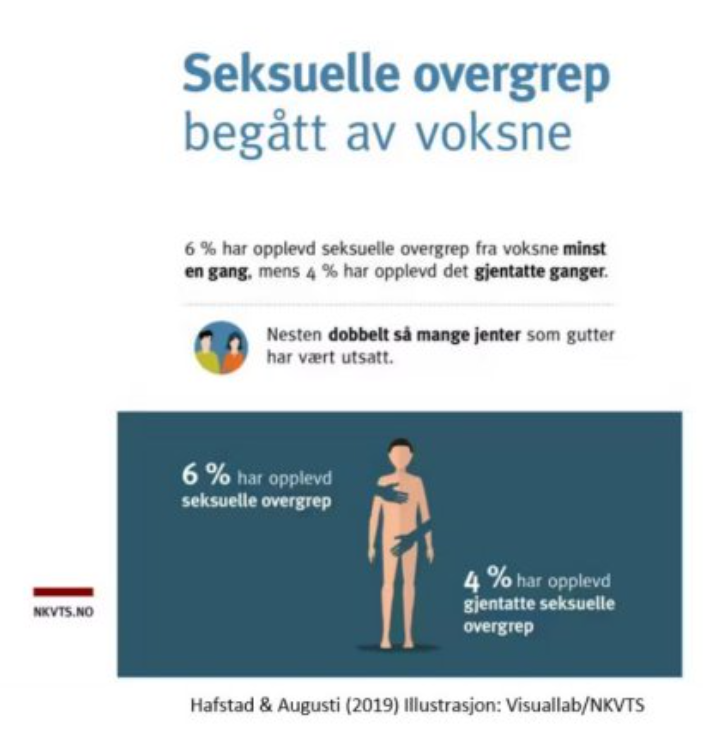 Seksuelle overgrep
begått av voksne
6 % har opplevd seksuelle overgrep fra voksne minst
en gang, mens 4 % har opplevd det gjentatte ganger.
Nesten dobbelt så mange jenter som gutter
har vært utsatt.
6 % har opplevd
seksuelle overgrep
4 % har opplevd
gjentatte seksuelle
overgrep
NKVTS.NO
Hafstad & Augusti (2019) Illustrasjon: Visuallab/NKVTS